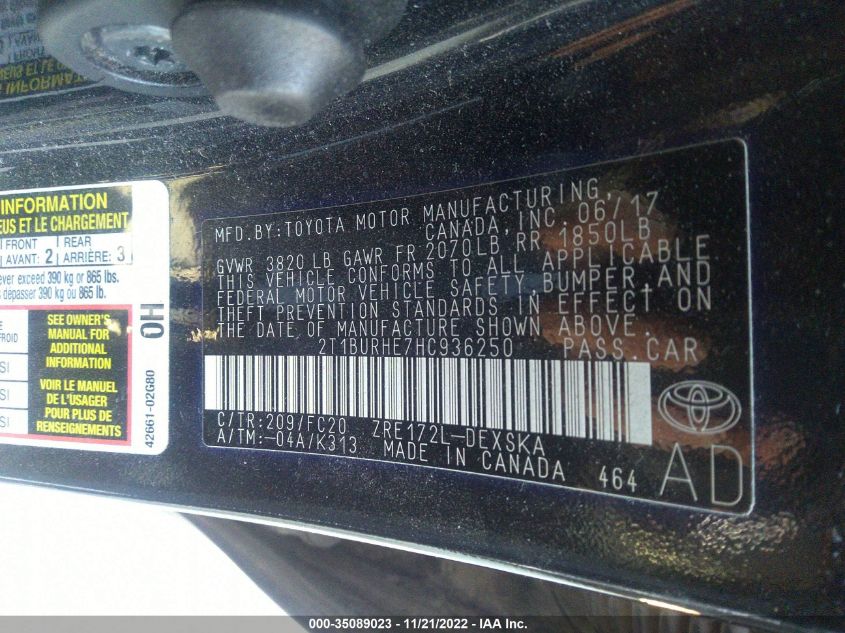 INFORMATION
EUS ET LE CHARGEMENT
FRONT
AVANT: 2
REAR
ARRIÈRE: 3
ever exceed 390 kg or 865 lbs.
dépasser 390 kg ou 865 lb.
SEE OWNER'S
MANUAL FOR
ADDITIONAL
INFORMATION
VOIR LE MANUEL
DE L'USAGER
POUR PLUS DE
RENSEIGNEMENTS
0H
42661-02G80
MFD.BY:TOYOTA MOTOR MANUFACTURING,
CANADA, INC. 06/17
GVWR 3820 LB GAWR FR 2070LB RR 1850LB
THIS VEHICLE CONFORMS TO ALL APPLICABLE
FEDERAL MOTOR VEHICLE SAFETY, BUMPER,AND
THEFT PREVENTION STANDARDS IN EFFECT ON
THE DATE OF MANUFACTURE SHOWN ABOVE.
2T1BURHE7HC936250 PASS.CAR
C/TR:209/FC20 ZRE172L-DEXSKA
A/TM:-04A/K313 MADE IN CANADA 464
AD
000-35089023 - 11/21/2022 - IAA Inc.